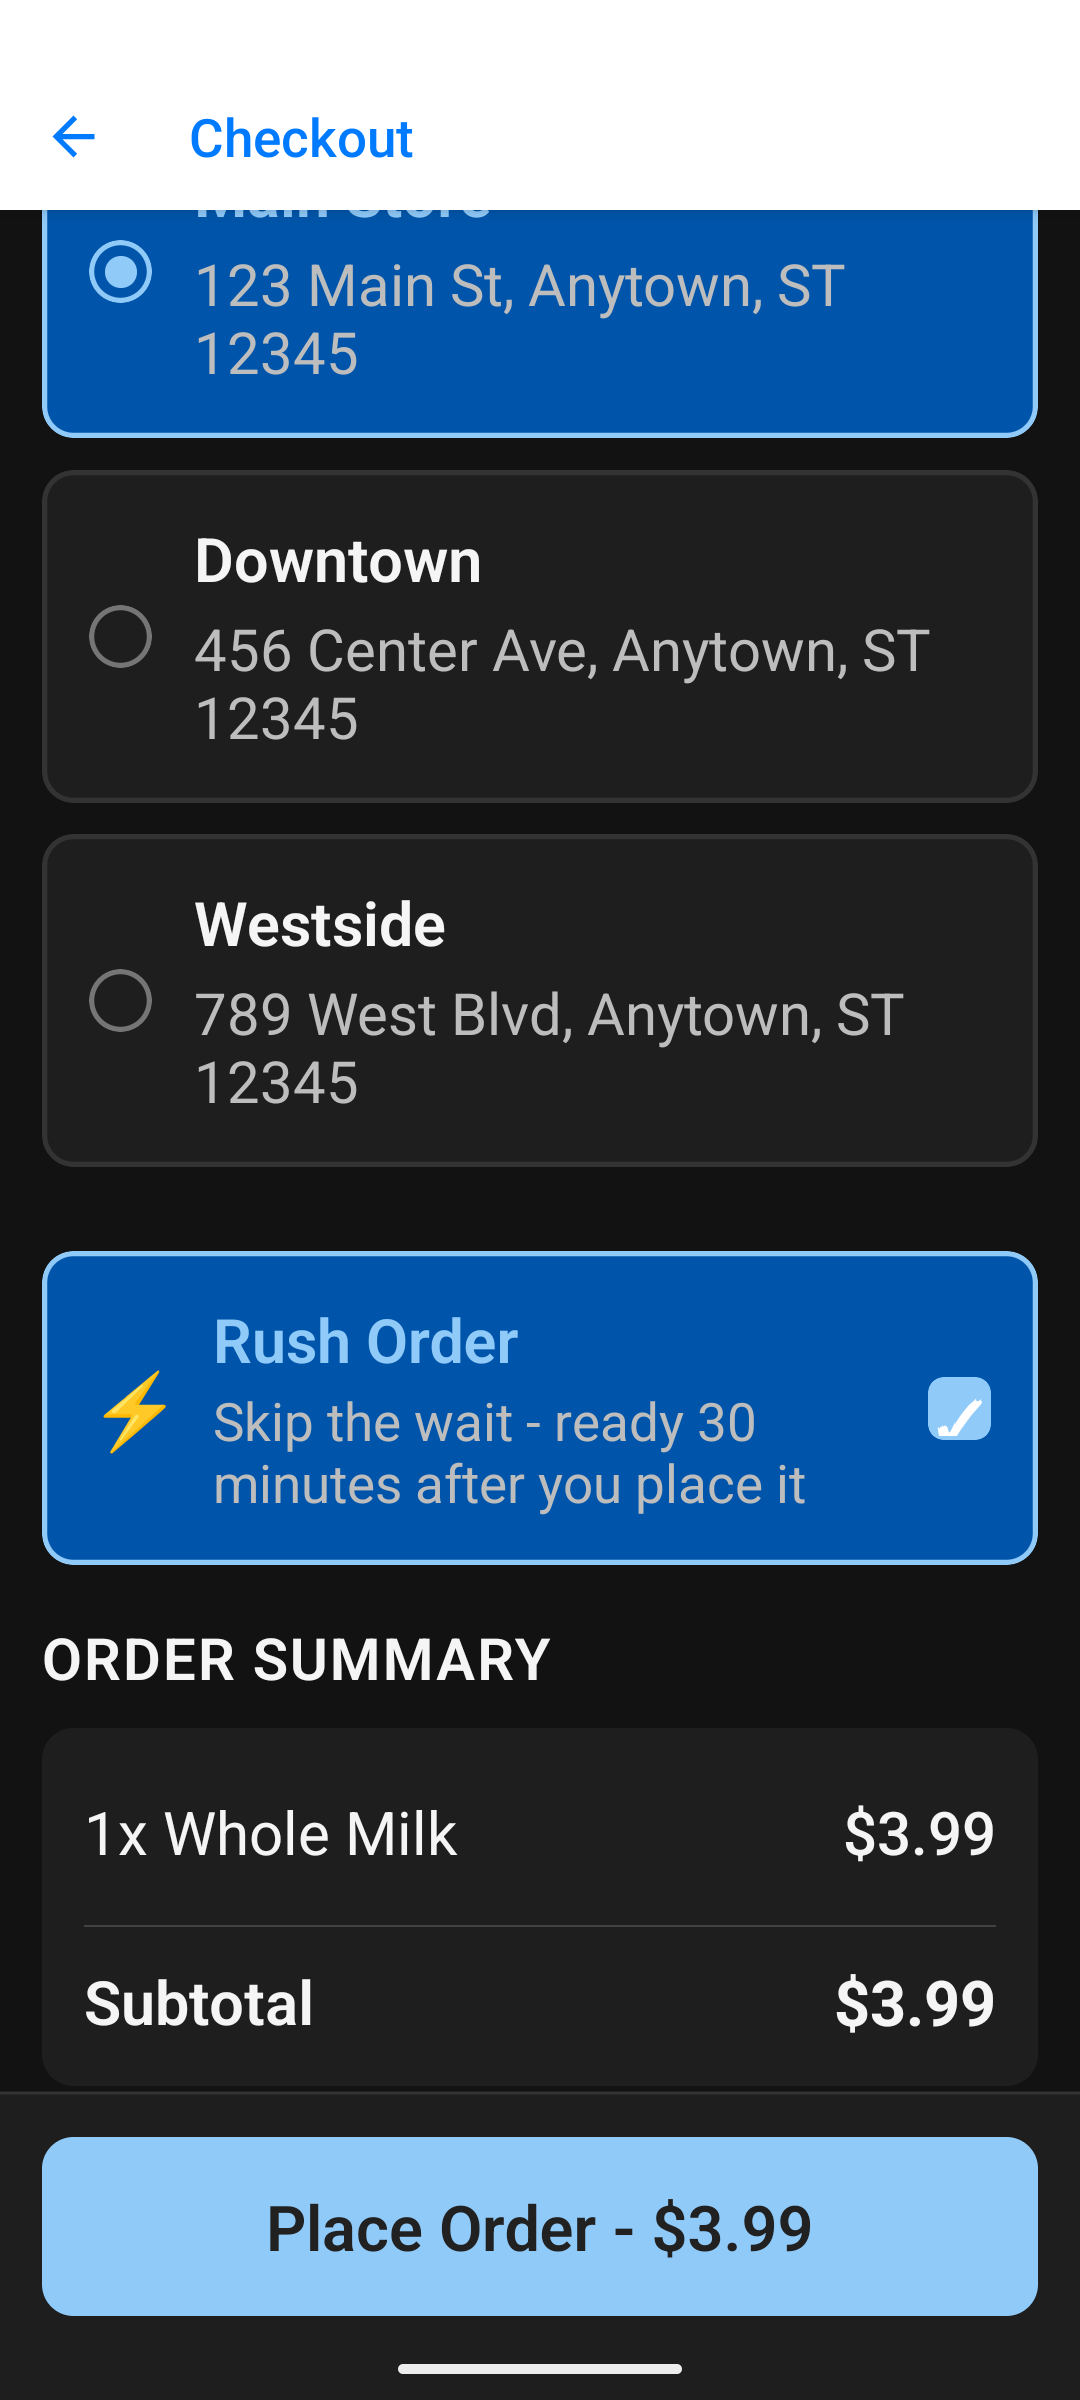 Checkout
Main Store
123 Main St, Anytown, ST
12345
Downtown
456 Center Ave, Anytown, ST
12345
Westside
789 West Blvd, Anytown, ST
12345
Rush Order
Skip the wait - ready 30
minutes after you place it
ORDER SUMMARY
1x Whole Milk $3.99
Subtotal $3.99
Place Order - $3.99